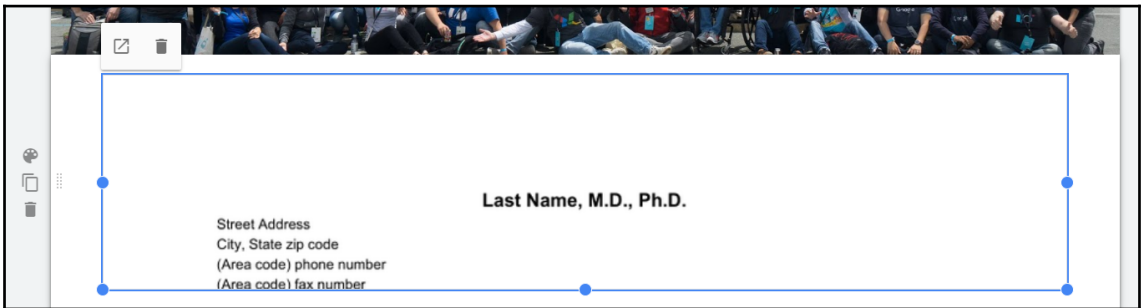 Last Name, M.D., Ph.D.
Street Address
City, State zip code
(Area code) phone number
(Area code) fax number